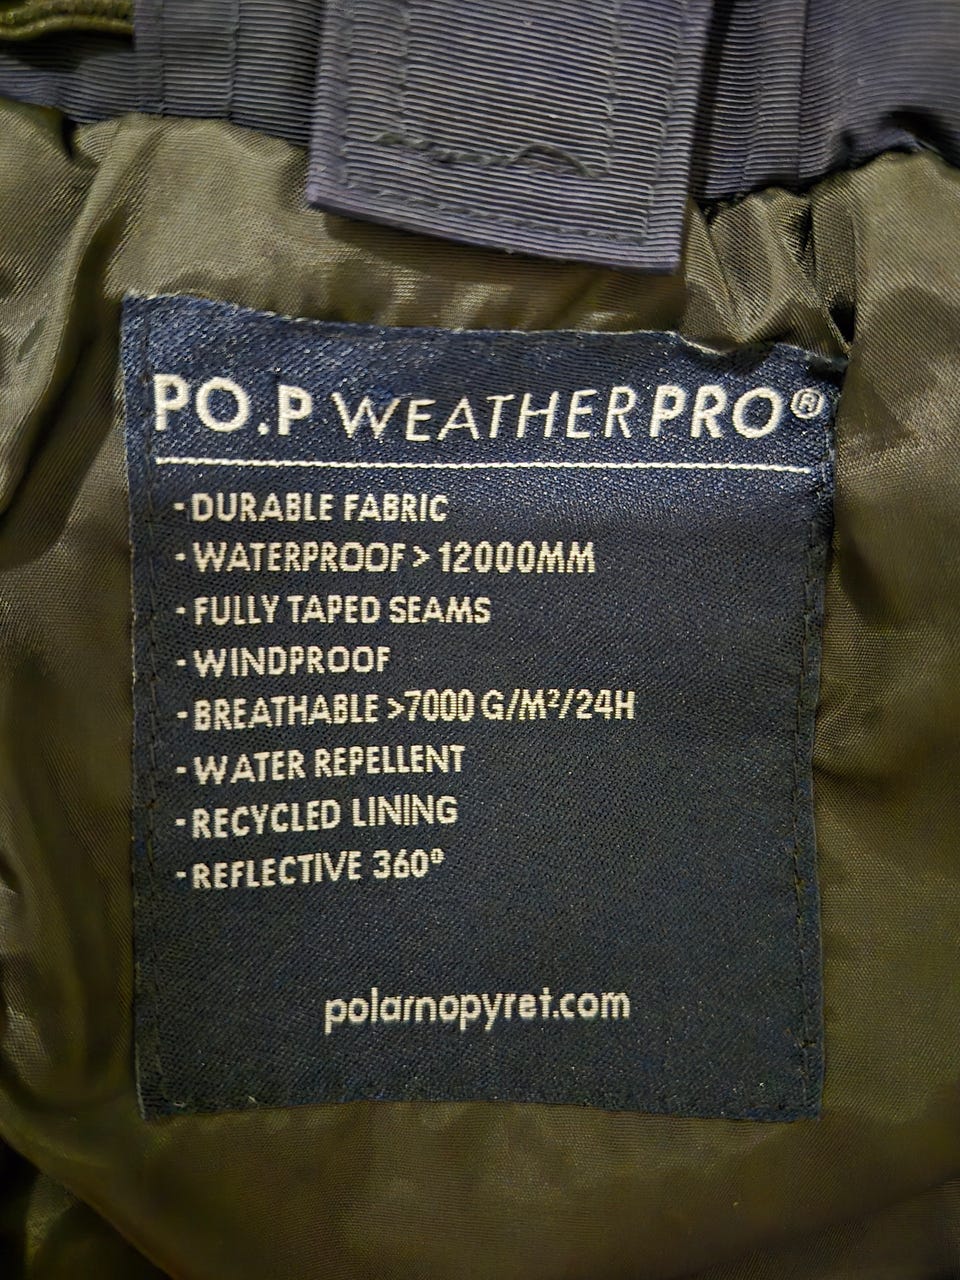 PO.P WEATHERPRO®
-DURABLE FABRIC
-WATERPROOF > 12000MM
-FULLY TAPED SEAMS
-WINDPROOF
-BREATHABLE >7000 G/M²/24H
-WATER REPELLENT
-RECYCLED LINING
-REFLECTIVE 360°
polarnopyret.com